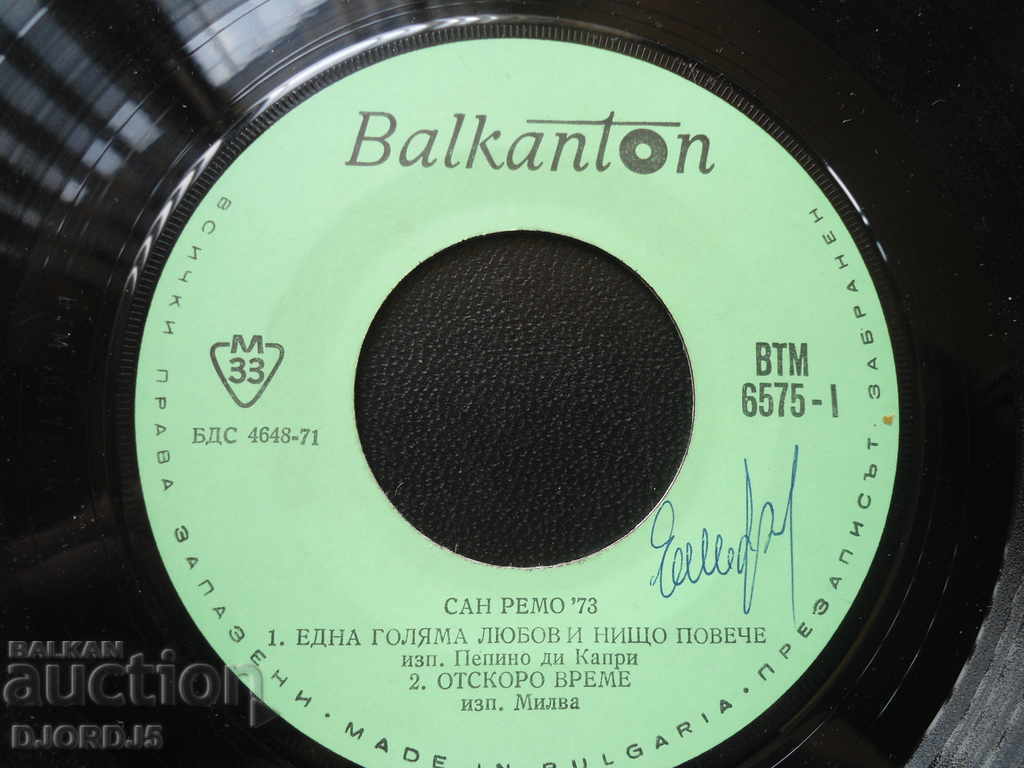 Balkanton
ВСИЧКИ ПРАВА ЗАПАЗЕНИ · MADE IN BULGARIA · ПРЕЗАПИСЪТ ЗАБРАНЕН
М
33
БДС 4648-71
ВТМ
6575-I
САН РЕМО '73
1. ЕДНА ГОЛЯМА ЛЮБОВ И НИЩО ПОВЕЧЕ
изп. Пепино ди Капри
2. ОТСКОРО ВРЕМЕ
изп. Милва
BALKAN
auction
DJORDJ5